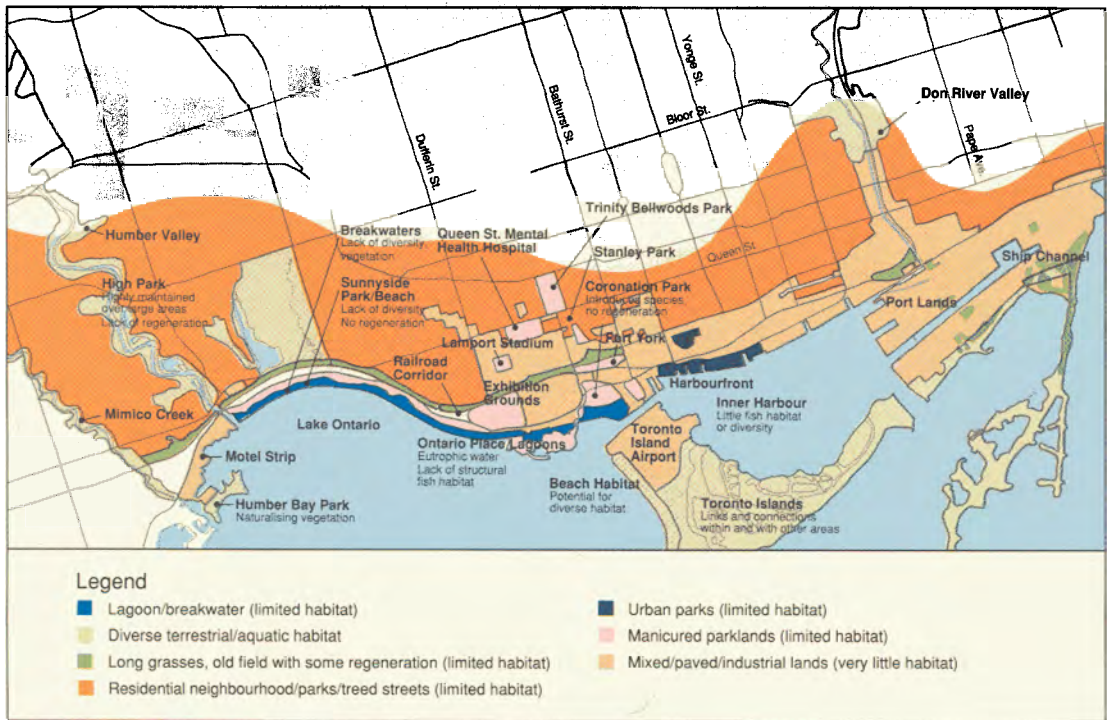 Yonge St.
Bathurst St.
Don River Valley
Bloor St.
Dufferin St.
Pape Ave.
Trinity Bellwoods Park
Breakwaters
Lack of diversity,
vegetation
Queen St. Mental
Health Hospital
Humber Valley
Stanley Park
Queen St
Ship Channel
Sunnyside
Park/Beach
Lack of diversity
No regeneration
High Park
Highly maintained
over large areas
Lack of regeneration
Coronation Park
Introduced species,
no regeneration
Port Lands
Fort York
Lamport Stadium
Railroad
Corridor
Exhibition
Grounds
Harbourfront
Mimico Creek
Inner Harbour
Little fish habitat
or diversity
Lake Ontario
Toronto
Island
Airport
Ontario Place/Lagoons
Eutrophic water
Lack of structural
fish habitat
Motel Strip
Beach Habitat
Potential for
diverse habitat
Humber Bay Park
Naturalising vegetation
Toronto Islands
Links and connections
within and with other areas
Legend
Lagoon/breakwater (limited habitat)
Diverse terrestrial/aquatic habitat
Long grasses, old field with some regeneration (limited habitat)
Residential neighbourhood/parks/treed streets (limited habitat)
Urban parks (limited habitat)
Manicured parklands (limited habitat)
Mixed/paved/industrial lands (very little habitat)